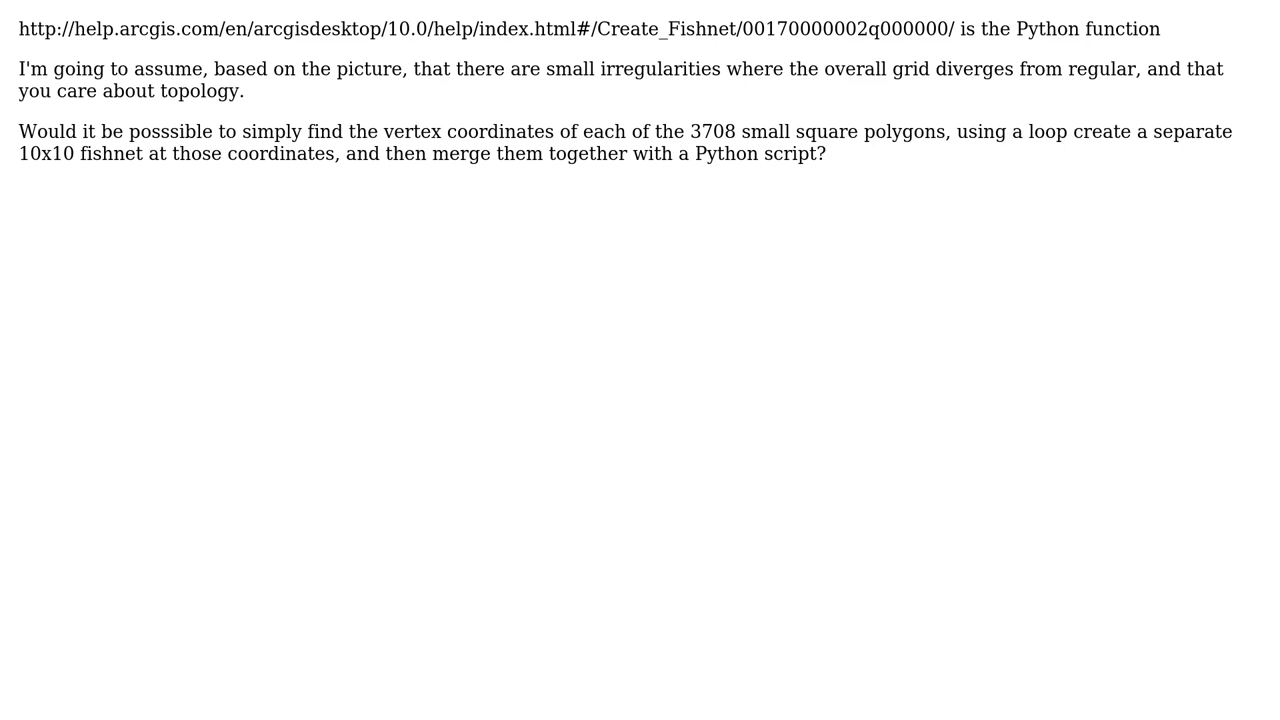 http://help.arcgis.com/en/arcgisdesktop/10.0/help/index.html#/Create_Fishnet/00170000002q000000/ is the Python function
I'm going to assume, based on the picture, that there are small irregularities where the overall grid diverges from regular, and that
you care about topology.
Would it be posssible to simply find the vertex coordinates of each of the 3708 small square polygons, using a loop create a separate
10x10 fishnet at those coordinates, and then merge them together with a Python script?